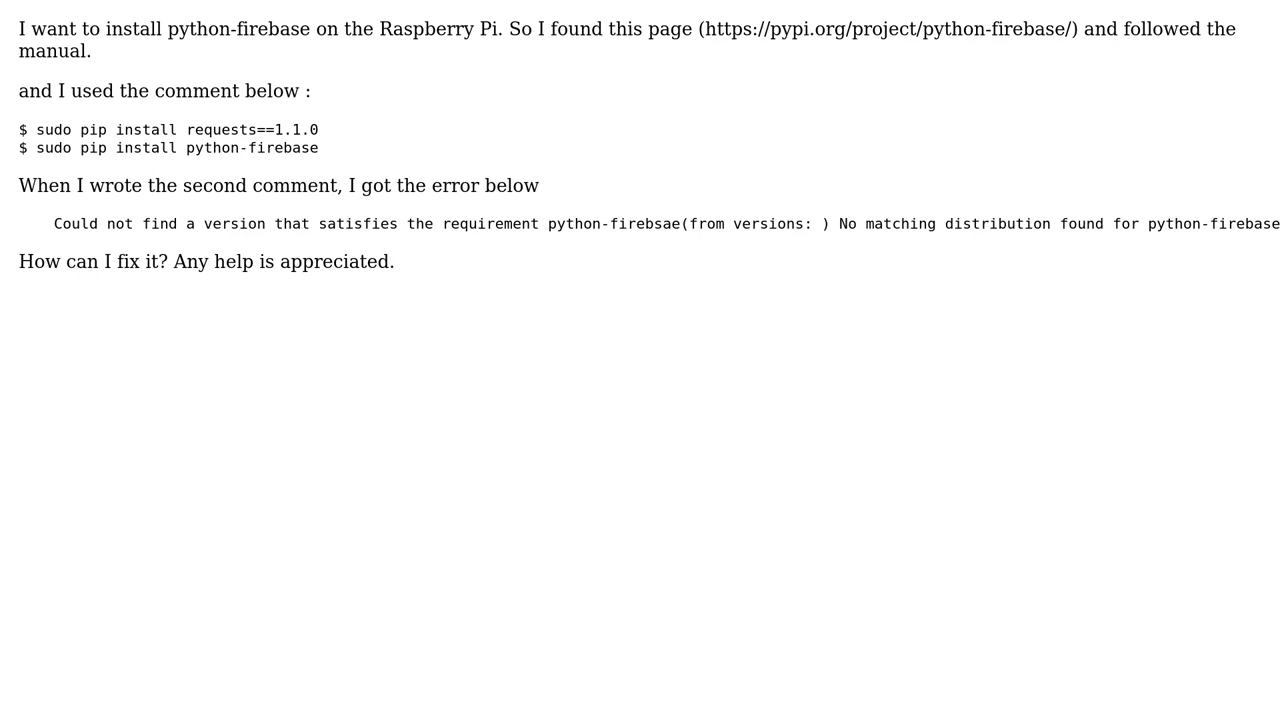 I want to install python-firebase on the Raspberry Pi. So I found this page (https://pypi.org/project/python-firebase/) and followed the
manual.
and I used the comment below :
$ sudo pip install requests==1.1.0
$ sudo pip install python-firebase
When I wrote the second comment, I got the error below
Could not find a version that satisfies the requirement python-firebsae(from versions: ) No matching distribution found for python-firebase
How can I fix it? Any help is appreciated.